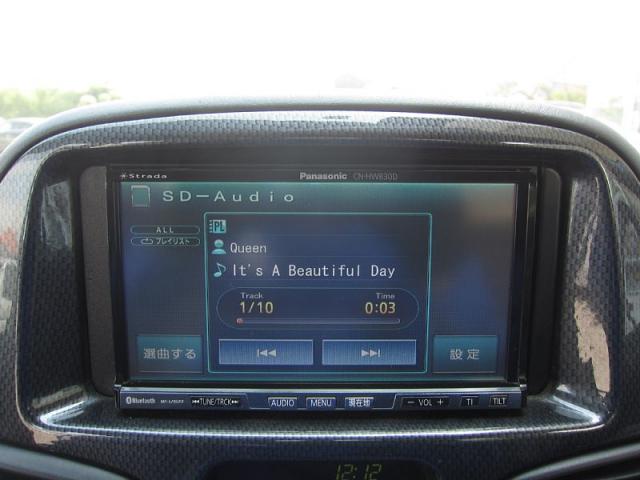 Strada Panasonic CN-HW830D
SD-Audio
ALL
プレイリスト
PL
Queen
It's A Beautiful Day
Track Time
1/10 0:03
選曲する
設定
Bluetooth TUNE/TRCK AUDIO MENU 現在地 − VOL + TI TILT
12:12